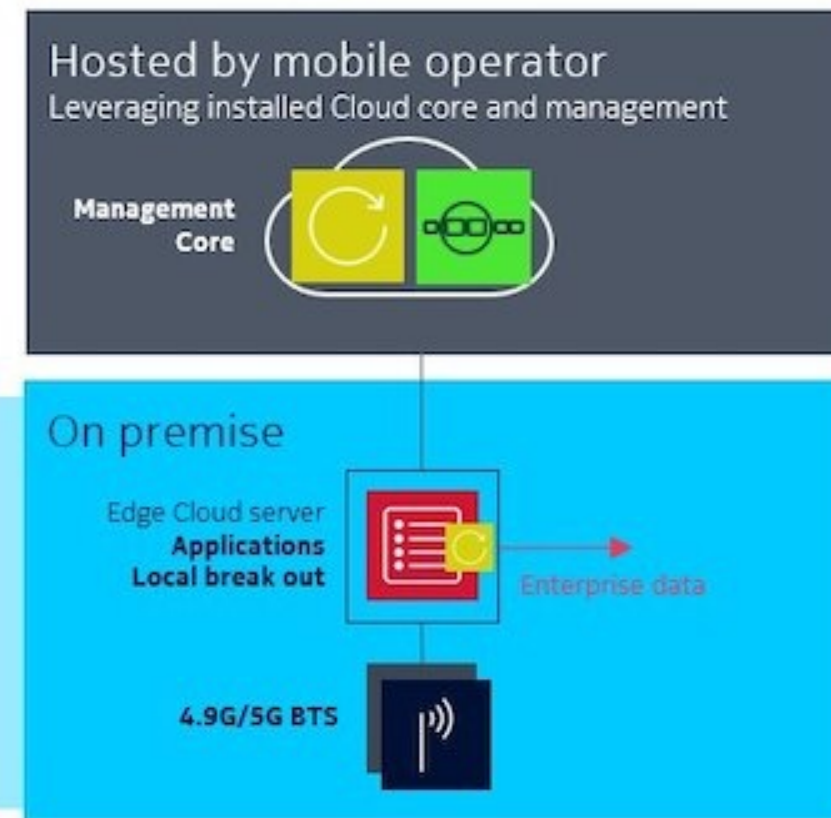 Hosted by mobile operator
Leveraging installed Cloud core and management
Management
Core
On premise
Edge Cloud server
Applications
Local break out
Enterprise data
4.9G/5G BTS